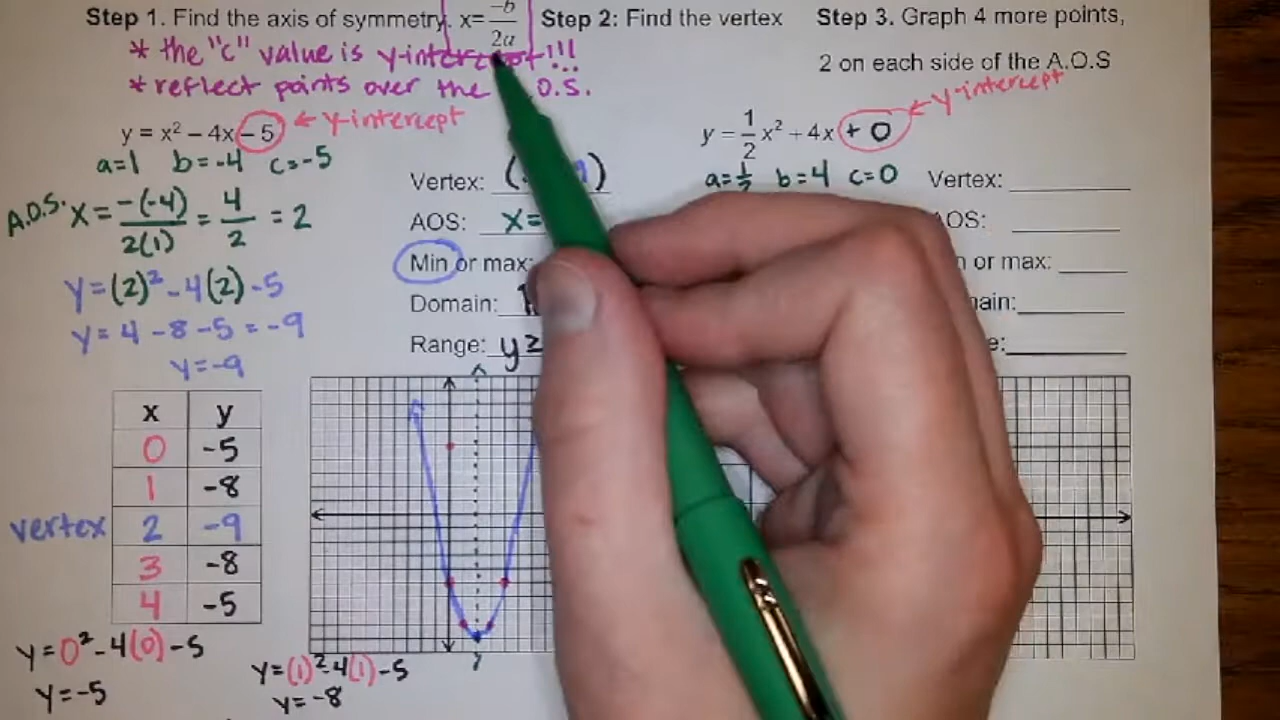 Step 1. Find the axis of symmetry. x= -b/2a Step 2: Find the vertex Step 3. Graph 4 more points,
* the "c" value is y-intercept!!!
2 on each side of the A.O.S
* reflect points over the O.S.
y = x² – 4x – 5 ← y-intercept
y = 1/2 x² + 4x + 0 ← y-intercept
a=1 b=-4 c=-5
a=1/2 b=4 c=0
Vertex: ( )
Vertex:
A.O.S. x = -(-4)/2(1) = 4/2 = 2
AOS: x=
OS:
Min or max:
or max:
y=(2)²-4(2)-5
Domain:
ain:
y= 4 -8 -5 = -9
Range: y≥
e:
y=-9
x y
0 -5
1 -8
vertex 2 -9
3 -8
4 -5
y=0²-4(0)-5
y=-5
y=(1)²-4(1)-5
y=-8